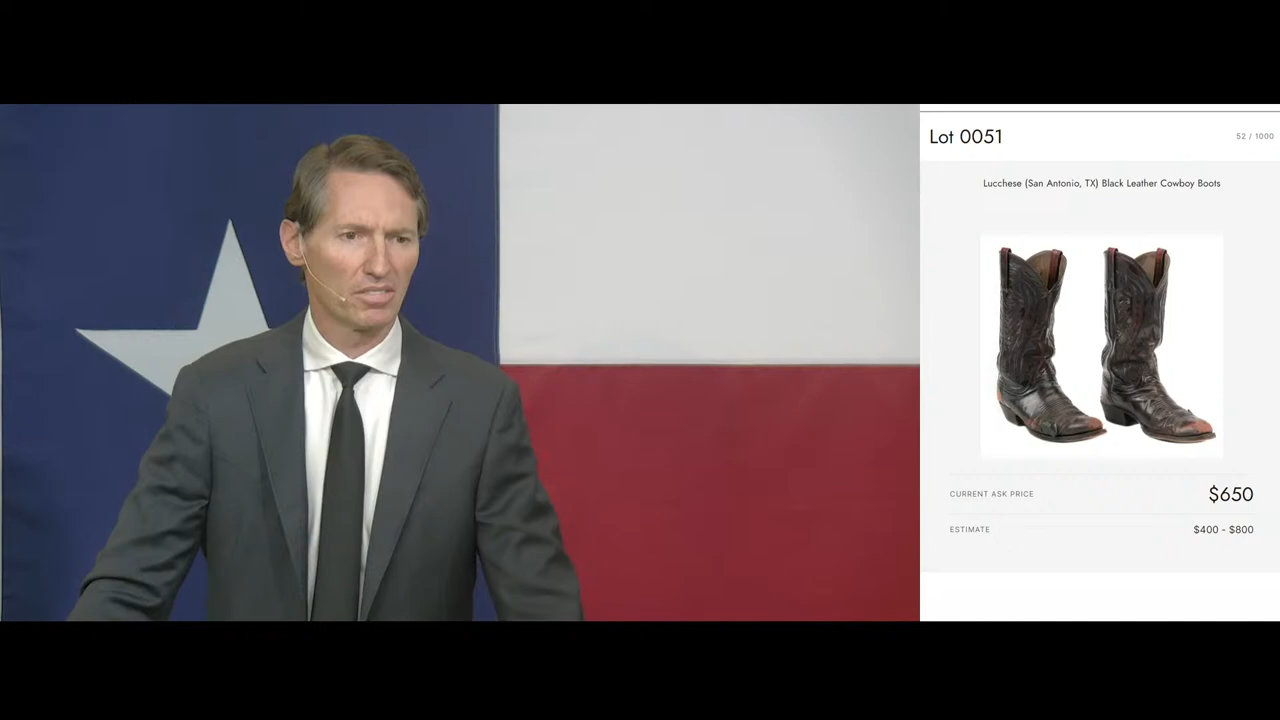 Lot 0051
52 / 1000
Lucchese (San Antonio, TX) Black Leather Cowboy Boots
CURRENT ASK PRICE
$650
ESTIMATE
$400 - $800